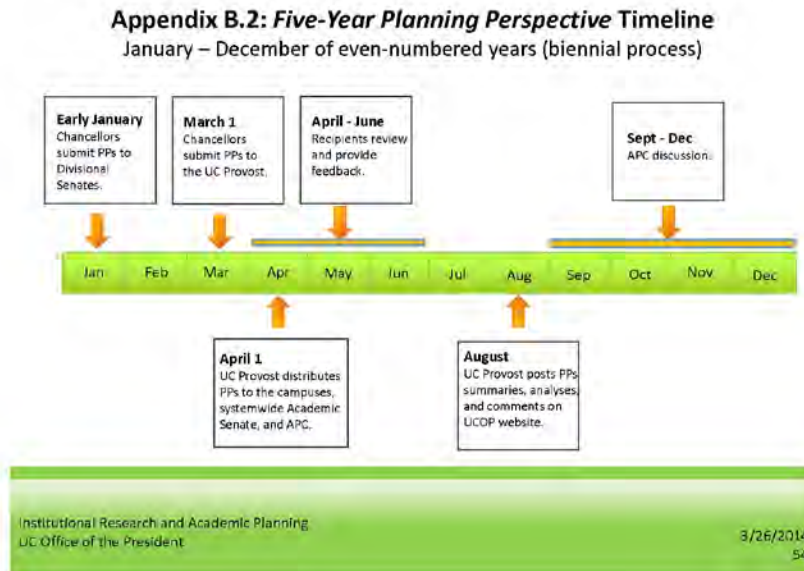 Appendix B.2: Five-Year Planning Perspective Timeline
January – December of even-numbered years (biennial process)
Early January
Chancellors
submit PPs to
Divisional
Senates.
March 1
Chancellors
submit PPs to
the UC Provost.
April - June
Recipients review
and provide
feedback.
Sept - Dec
APC discussion.
Jan Feb Mar Apr May Jun Jul Aug Sep Oct Nov Dec
April 1
UC Provost distributes
PPs to the campuses,
systemwide Academic
Senate, and APC.
August
UC Provost posts PPs
summaries, analyses,
and comments on
UCOP website.
Institutional Research and Academic Planning
UC Office of the President
3/26/2014
54